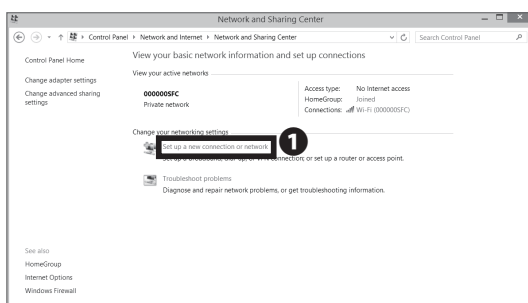 Network and Sharing Center
Control Panel ▸ Network and Internet ▸ Network and Sharing Center
Search Control Panel
Control Panel Home
Change adapter settings
Change advanced sharing
settings
View your basic network information and set up connections
View your active networks
000000SFC
Private network
Access type: No Internet access
HomeGroup: Joined
Connections: Wi-Fi (000000SFC)
Change your networking settings
Set up a new connection or network
1
Set up a broadband, dial-up, or VPN connection; or set up a router or access point.
Troubleshoot problems
Diagnose and repair network problems, or get troubleshooting information.
See also
HomeGroup
Internet Options
Windows Firewall